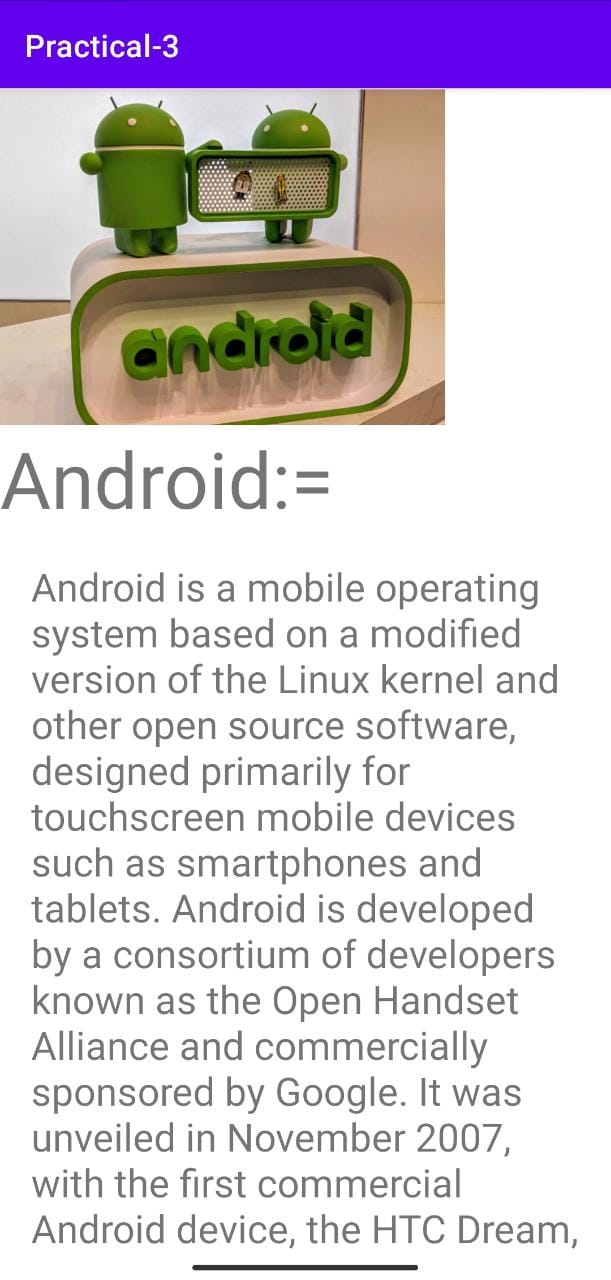 Practical-3
android
Android:=
Android is a mobile operating
system based on a modified
version of the Linux kernel and
other open source software,
designed primarily for
touchscreen mobile devices
such as smartphones and
tablets. Android is developed
by a consortium of developers
known as the Open Handset
Alliance and commercially
sponsored by Google. It was
unveiled in November 2007,
with the first commercial
Android device, the HTC Dream,